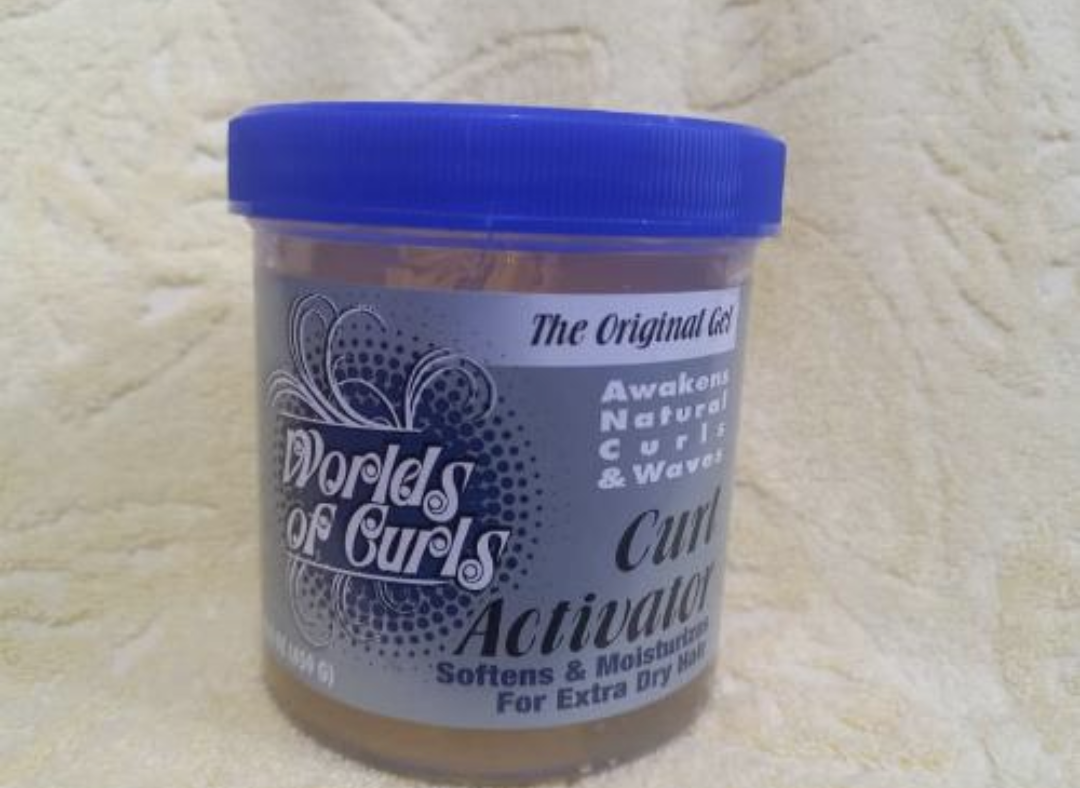 The Original Gel
Awakens
Natural
Curls
& Waves
Worlds
of Curls
Curl
Activator
Softens & Moisturizes
For Extra Dry Hair